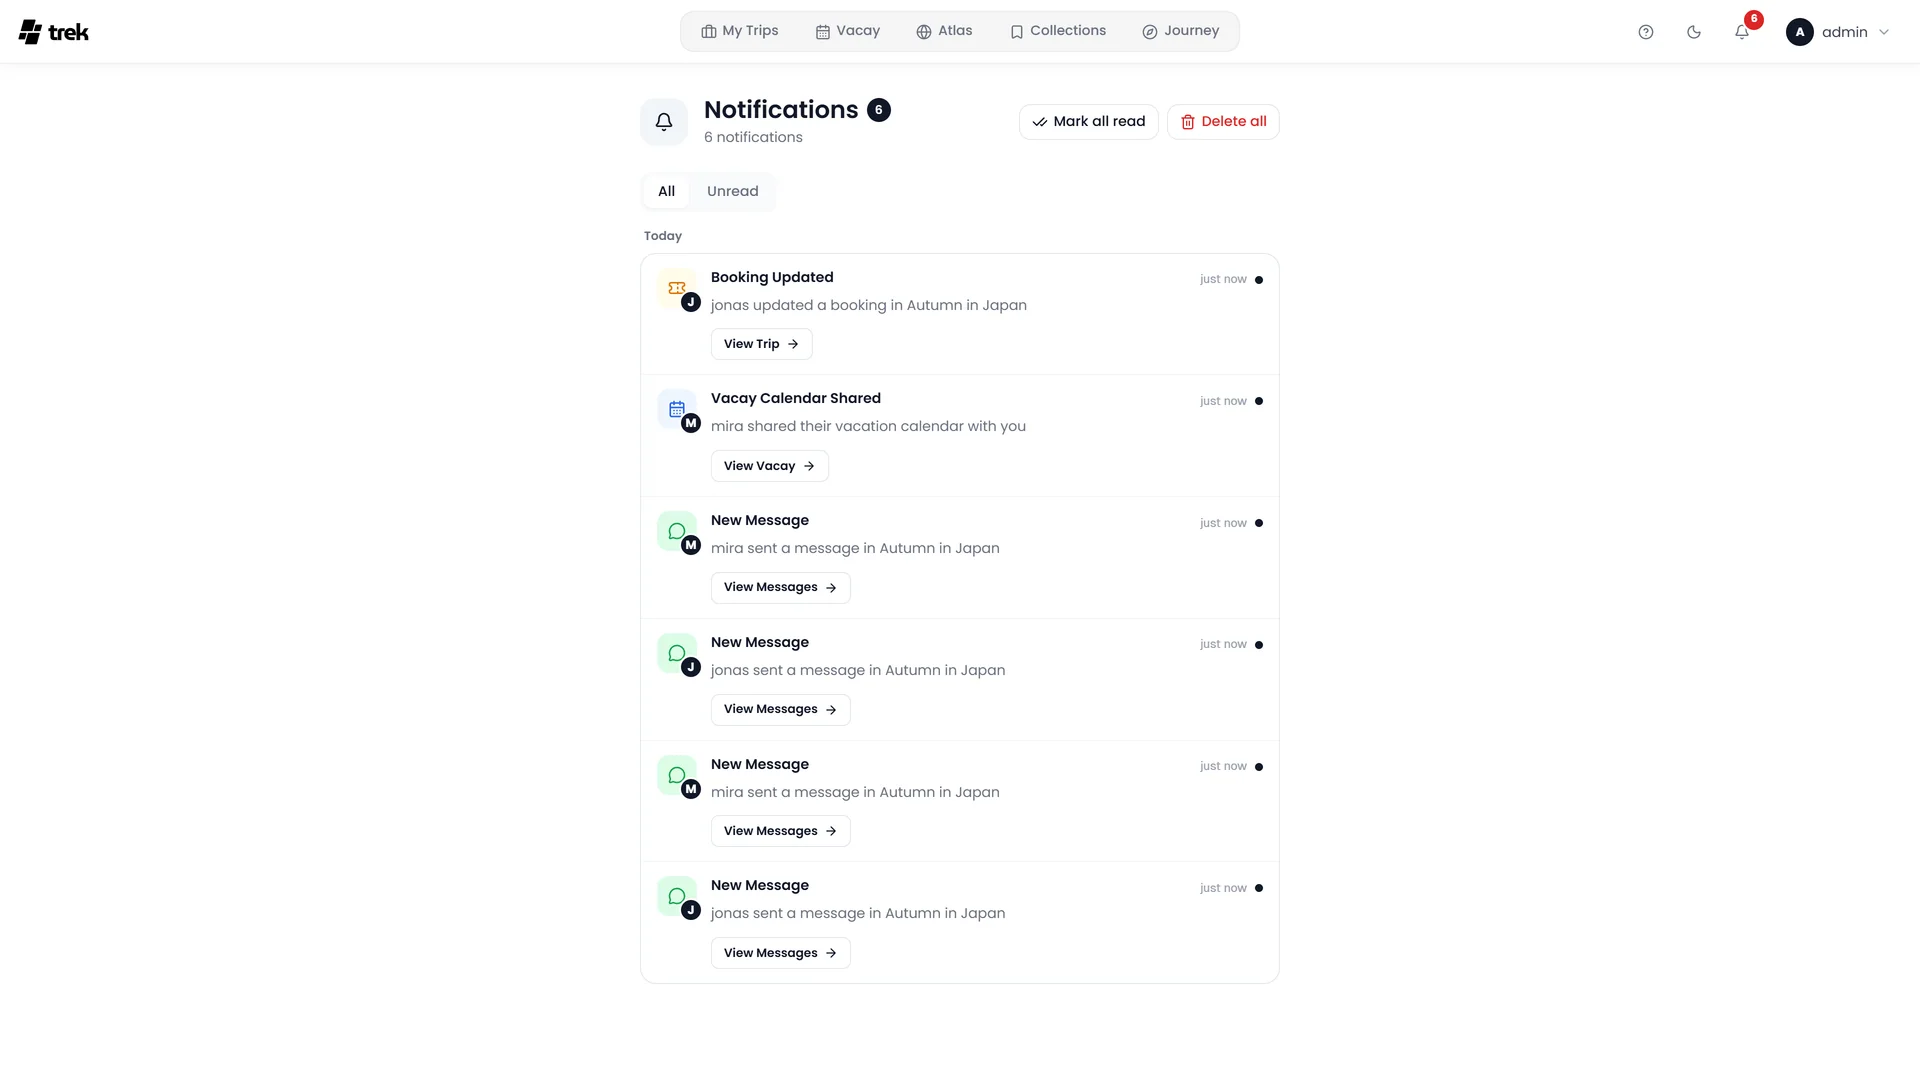 trek
My Trips
Vacay
Atlas
Collections
Journey
6
A
admin
Notifications 6
6 notifications
Mark all read
Delete all
All
Unread
Today
Booking Updated
just now
J
jonas updated a booking in Autumn in Japan
View Trip
Vacay Calendar Shared
just now
M
mira shared their vacation calendar with you
View Vacay
New Message
just now
M
mira sent a message in Autumn in Japan
View Messages
New Message
just now
J
jonas sent a message in Autumn in Japan
View Messages
New Message
just now
M
mira sent a message in Autumn in Japan
View Messages
New Message
just now
J
jonas sent a message in Autumn in Japan
View Messages